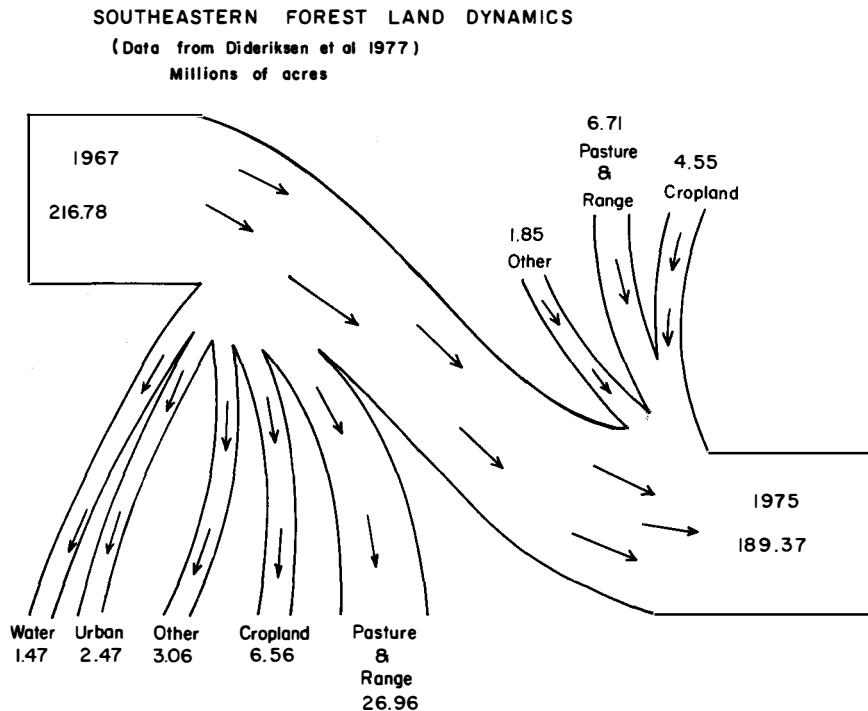 SOUTHEASTERN FOREST LAND DYNAMICS
(Data from Dideriksen et al 1977)
Millions of acres
1967
216.78
6.71
Pasture
&
Range
4.55
Cropland
1.85
Other
1975
189.37
Water
1.47
Urban
2.47
Other
3.06
Cropland
6.56
Pasture
&
Range
26.96